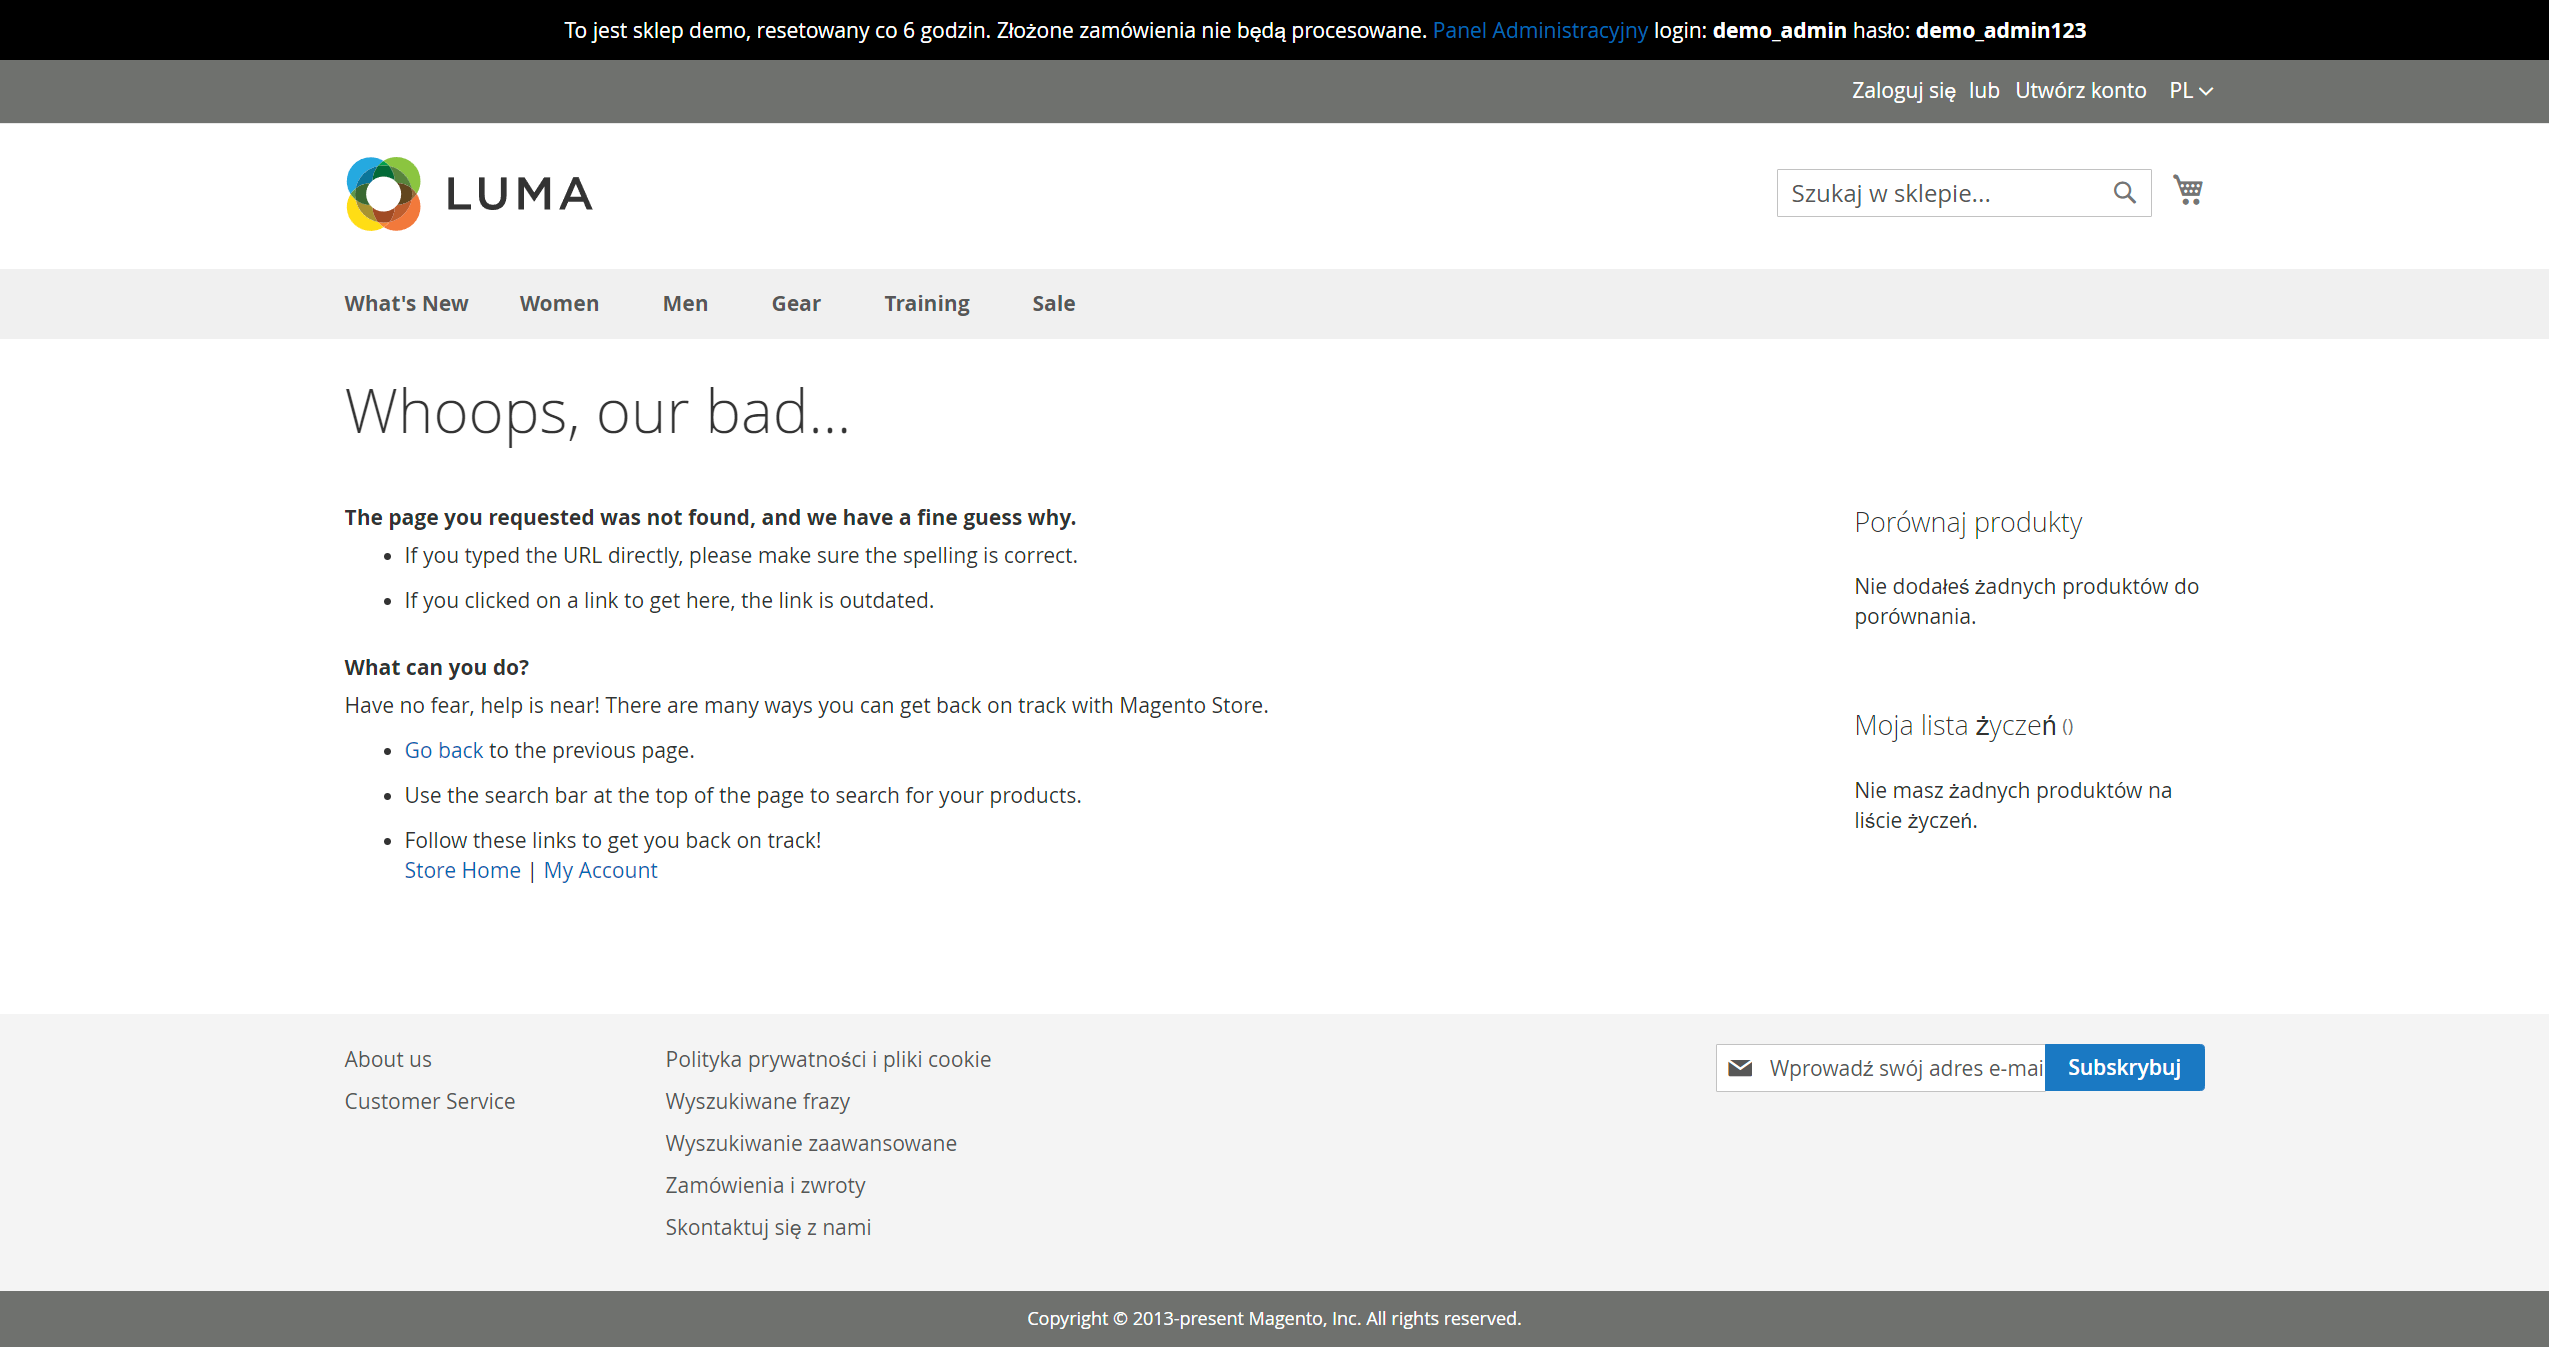 To jest sklep demo, resetowany co 6 godzin. Złożone zamówienia nie będą procesowane. Panel Administracyjny login: demo_admin hasło: demo_admin123
Zaloguj się lub Utwórz konto PL
LUMA
Szukaj w sklepie...
What's New Women Men Gear Training Sale
Whoops, our bad...
The page you requested was not found, and we have a fine guess why.
• If you typed the URL directly, please make sure the spelling is correct.
• If you clicked on a link to get here, the link is outdated.
What can you do?
Have no fear, help is near! There are many ways you can get back on track with Magento Store.
• Go back to the previous page.
• Use the search bar at the top of the page to search for your products.
• Follow these links to get you back on track!
Store Home | My Account
Porównaj produkty
Nie dodałeś żadnych produktów do
porównania.
Moja lista życzeń ()
Nie masz żadnych produktów na
liście życzeń.
About us
Customer Service
Polityka prywatności i pliki cookie
Wyszukiwane frazy
Wyszukiwanie zaawansowane
Zamówienia i zwroty
Skontaktuj się z nami
Wprowadź swój adres e-mai
Subskrybuj
Copyright © 2013-present Magento, Inc. All rights reserved.